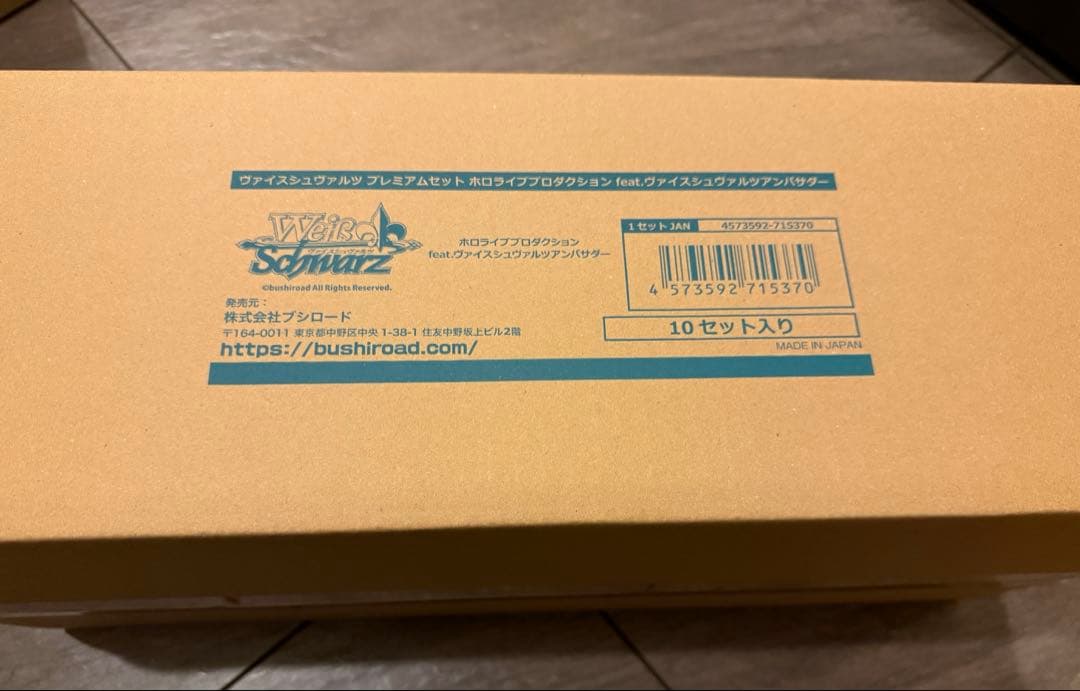 ヴァイスシュヴァルツ プレミアムセット ホロライブプロダクション feat.ヴァイスシュヴァルツアンバサダー
Weiß
ヴァイスシュヴァルツ
Schwarz
©bushiroad All Rights Reserved.
ホロライブプロダクション
feat.ヴァイスシュヴァルツアンバサダー
1セットJAN 4573592-715370
4 573592 715370
10セット入り
MADE IN JAPAN
発売元：
株式会社ブシロード
〒164-0011 東京都中野区中央 1-38-1 住友中野坂上ビル2階
https://bushiroad.com/